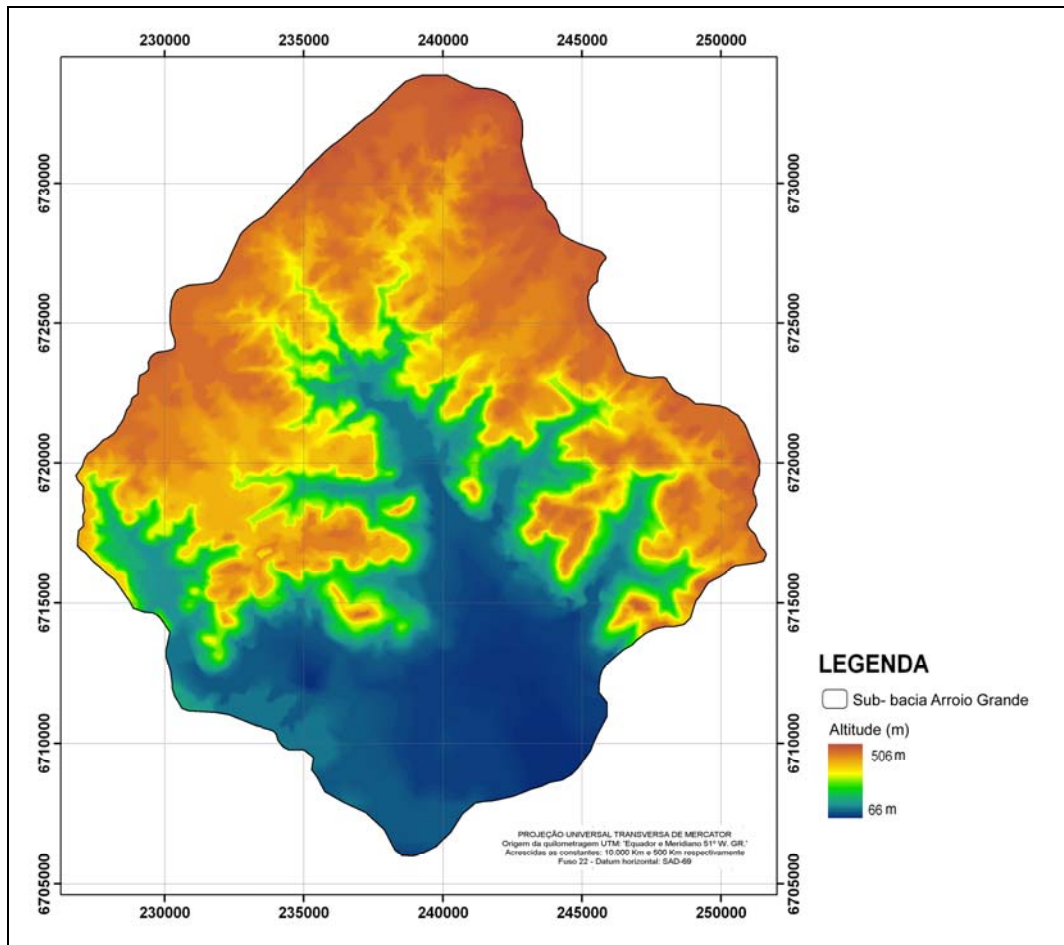 230000 235000 240000 245000 250000
6730000 6730000
6725000 6725000
6720000 6720000
6715000 6715000
6710000 6710000
6705000 6705000
LEGENDA
Sub- bacia Arroio Grande
Altitude (m)
506 m
66 m
PROJEÇÃO UNIVERSAL TRANSVERSA DE MERCATOR
Origem da quilometragem UTM: "Equador e Meridiano 51º W. GR."
Acrescidas as constantes: 10.000 Km e 500 Km respectivamente
Fuso 22 - Datum horizontal: SAD-69
230000 235000 240000 245000 250000